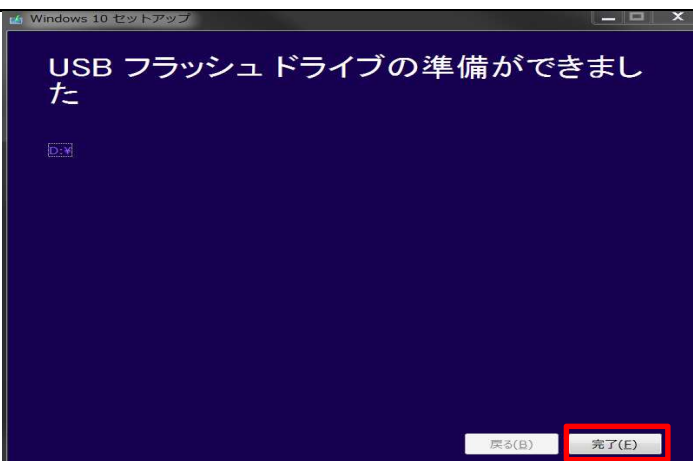 Windows 10 セットアップ
USB フラッシュ ドライブの準備ができまし
た
D:¥
戻る(B)
完了(E)